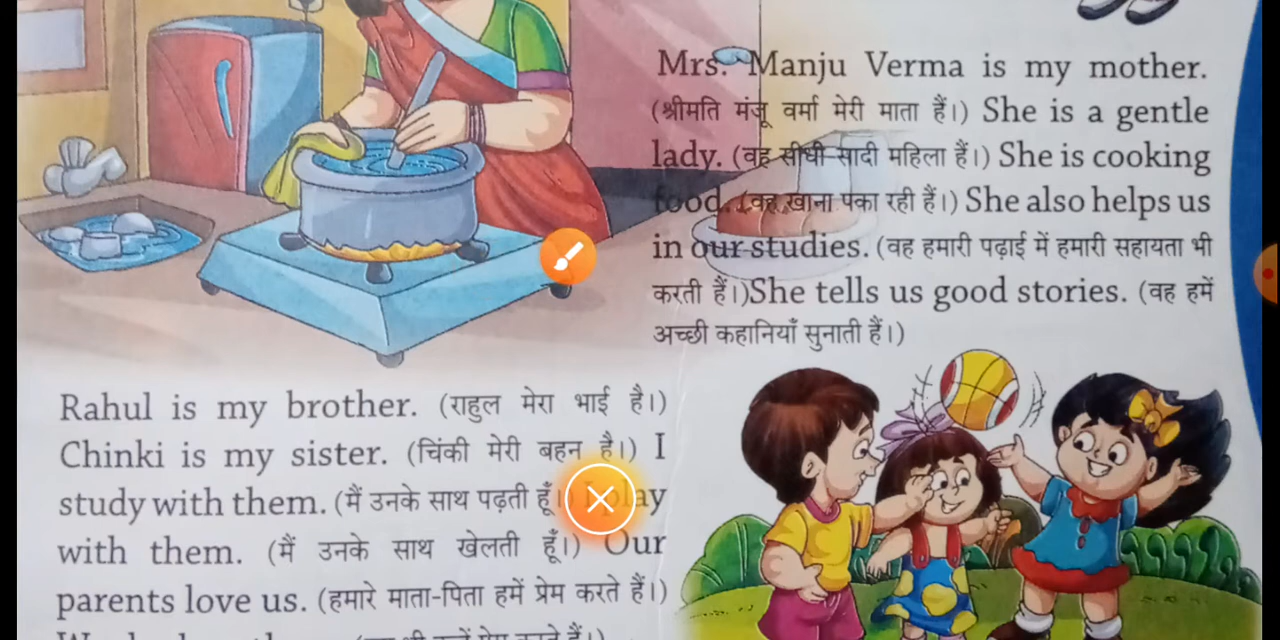 Mrs. Manju Verma is my mother.
(श्रीमति मंजू वर्मा मेरी माता हैं।) She is a gentle
lady. (वह सीधी-सादी महिला हैं।) She is cooking
food. (वह खाना पका रही हैं।) She also helps us
in our studies. (वह हमारी पढ़ाई में हमारी सहायता भी
करती हैं।)She tells us good stories. (वह हमें
अच्छी कहानियाँ सुनाती हैं।)
Rahul is my brother. (राहुल मेरा भाई है।)
Chinki is my sister. (चिंकी मेरी बहन है।) I
study with them. (मैं उनके साथ पढ़ती हूँ।) I play
with them. (मैं उनके साथ खेलती हूँ।) Our
parents love us. (हमारे माता-पिता हमें प्रेम करते हैं।)